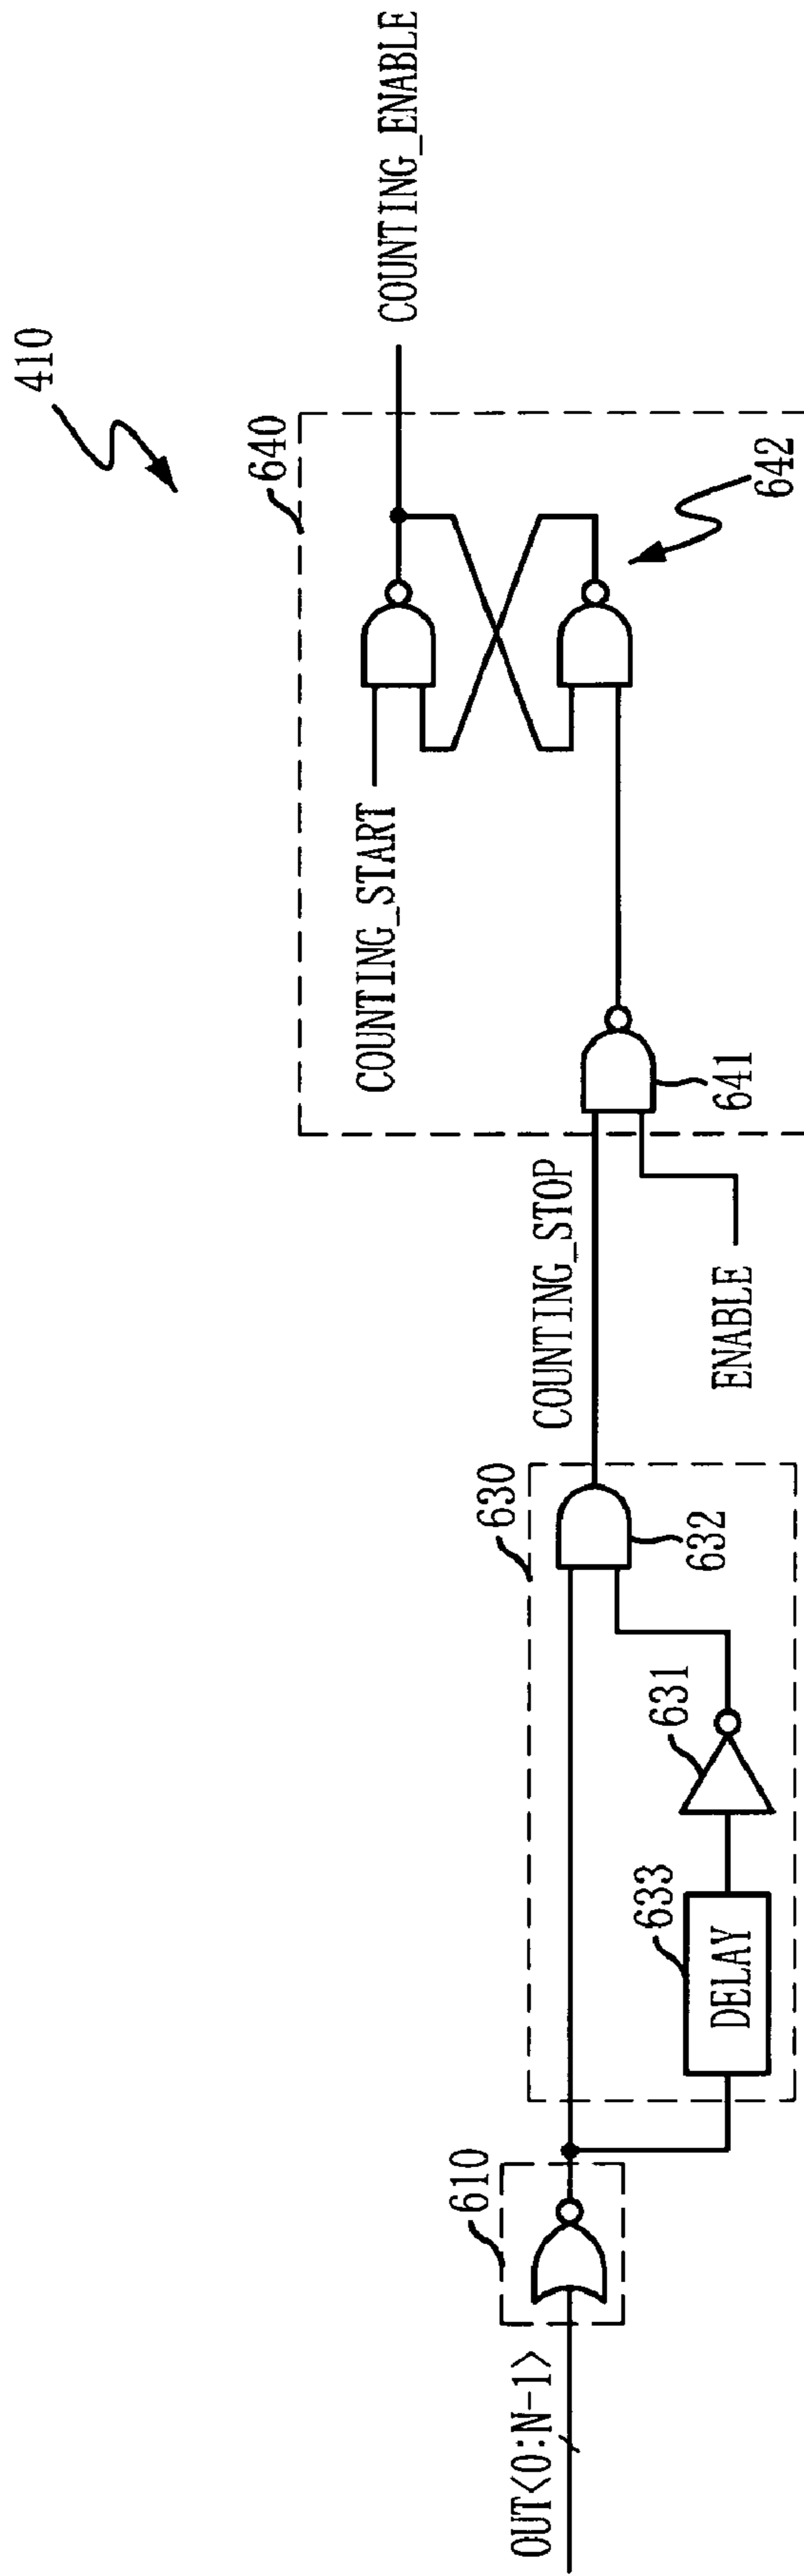 410
640
COUNTING_ENABLE
COUNTING_START
642
641
COUNTING_STOP
ENABLE
630
632
631
633
DELAY
610
OUT<0:N-1>